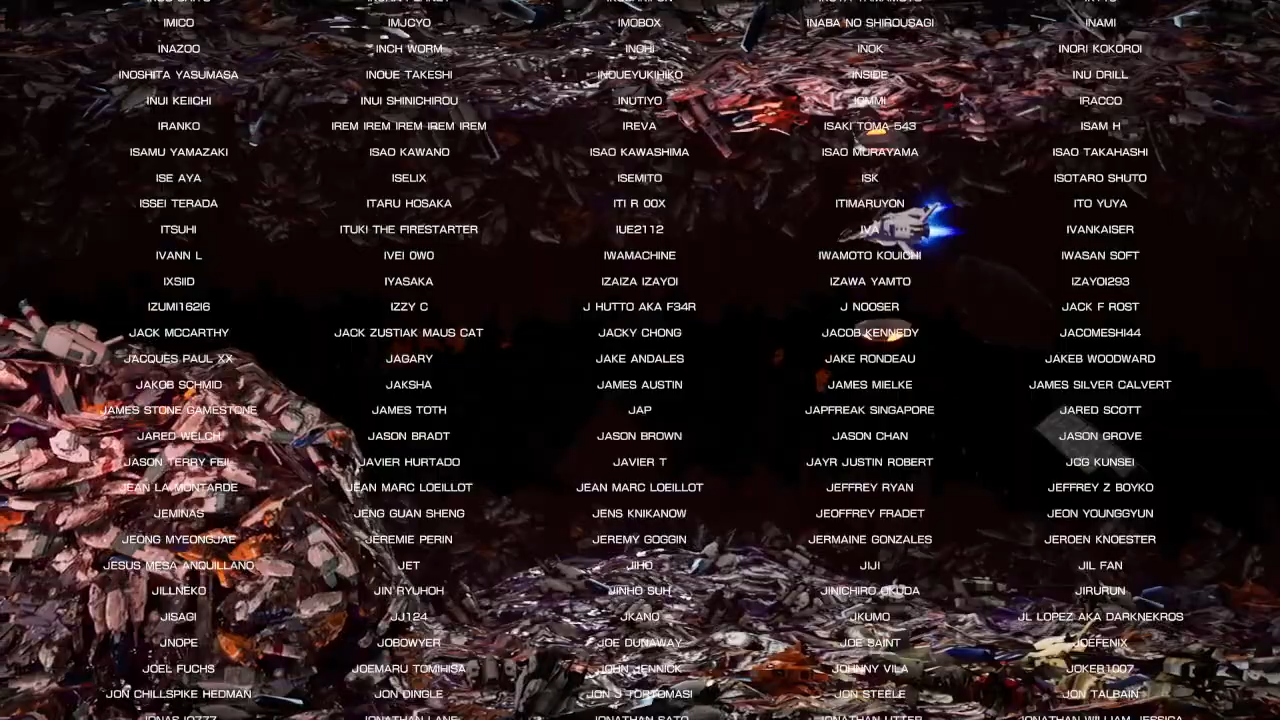 IMICO IMJCYO IMOBOX INABA NO SHIROUSAGI INAMI
INAZOO INCH WORM INCHI INOK INORI KOKOROI
INOSHITA YASUMASA INOUE TAKESHI INOUEYUKIHIKO INSIDE INU DRILL
INUI KEIICHI INUI SHINICHIROU INUTIYO IOMMI IRACCO
IRANKO IREM IREM IREM IREM IREM IREVA ISAKI TOMA 543 ISAM H
ISAMU YAMAZAKI ISAO KAWANO ISAO KAWASHIMA ISAO MURAYAMA ISAO TAKAHASHI
ISE AYA ISELIX ISEMITO ISK ISOTARO SHUTO
ISSEI TERADA ITARU HOSAKA ITI R 00X ITIMARUYON ITO YUYA
ITSUHI ITUKI THE FIRESTARTER IUE2112 IVA IVANKAISER
IVANN L IVEI OWO IWAMACHINE IWAMOTO KOUICHI IWASAN SOFT
IXSIID IYASAKA IZAIZA IZAYOI IZAWA YAMTO IZAYOI293
IZUMI16216 IZZY C J HUTTO AKA F34R J NOOSER JACK F ROST
JACK MCCARTHY JACK ZUSTIAK MAUS CAT JACKY CHONG JACOB KENNEDY JACOMESHI44
JACQUES PAUL XX JAGARY JAKE ANDALES JAKE RONDEAU JAKEB WOODWARD
JAKOB SCHMID JAKSHA JAMES AUSTIN JAMES MIELKE JAMES SILVER CALVERT
JAMES STONE GAMESTONE JAMES TOTH JAP JAPFREAK SINGAPORE JARED SCOTT
JARED WELCH JASON BRADT JASON BROWN JASON CHAN JASON GROVE
JASON TERRY FEIL JAVIER HURTADO JAVIER T JAYR JUSTIN ROBERT JCG KUNSEI
JEAN LA MONTARDE JEAN MARC LOEILLOT JEAN MARC LOEILLOT JEFFREY RYAN JEFFREY Z BOYKO
JEMINAS JENG GUAN SHENG JENS KNIKANOW JEOFFREY FRADET JEON YOUNGGYUN
JEONG MYEONGJAE JEREMIE PERIN JEREMY GOGGIN JERMAINE GONZALES JEROEN KNOESTER
JESUS MESA ANQUILLANO JET JIHO JIJI JIL FAN
JILLNEKO JIN RYUHOH JINHO SUH JINICHIRO OKUDA JIRURUN
JISAGI JJ124 JKANO JKUMO JL LOPEZ AKA DARKNEKROS
JNOPE JOBOWYER JOE DUNAWAY JOE SAINT JOEFENIX
JOEL FUCHS JOEMARU TOMIHISA JOHN JENNICK JOHNNY VILA JOKER1007
JON CHILLSPIKE HEDMAN JON DINGLE JON J TORTOMASI JON STEELE JON TALBAIN